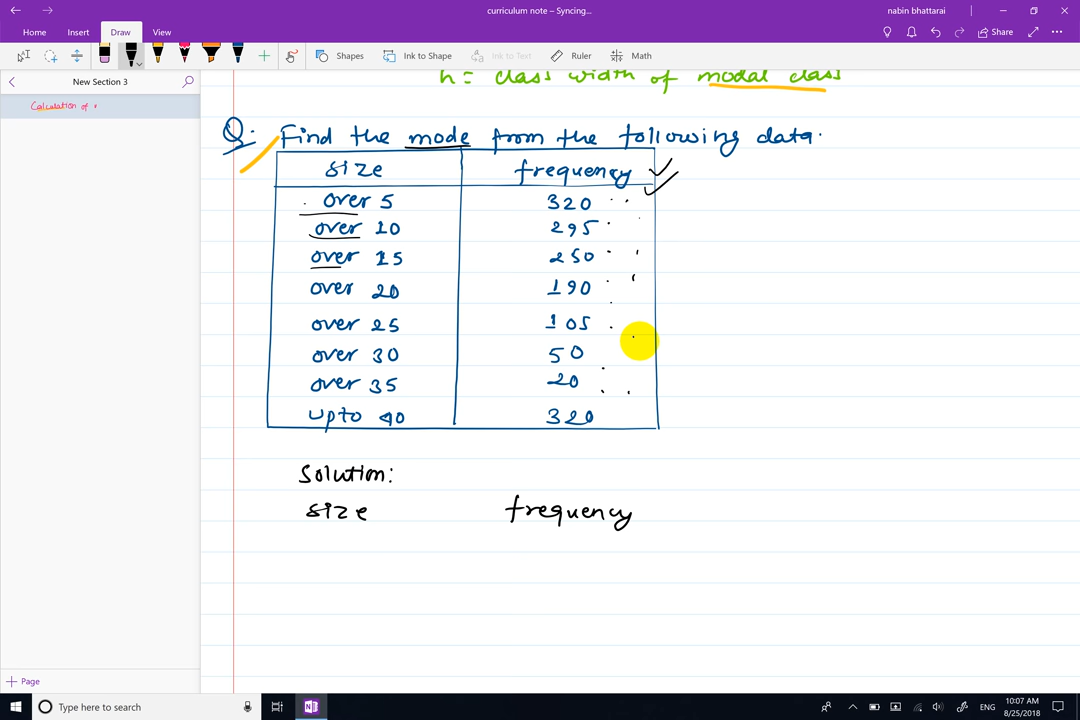 curriculum note – Syncing...
nabin bhattarai
Home Insert Draw View
Share
Shapes Ink to Shape Ink to Text Ruler Math
New Section 3
Calculation of
h = class width of modal class
Q: Find the mode from the following data.
size frequency
over 5 320
over 10 295
over 15 250
over 20 190
over 25 105
over 30 50
over 35 20
upto 40 320
Solution:
size frequency
Page
Type here to search
ENG
10:07 AM
8/25/2018